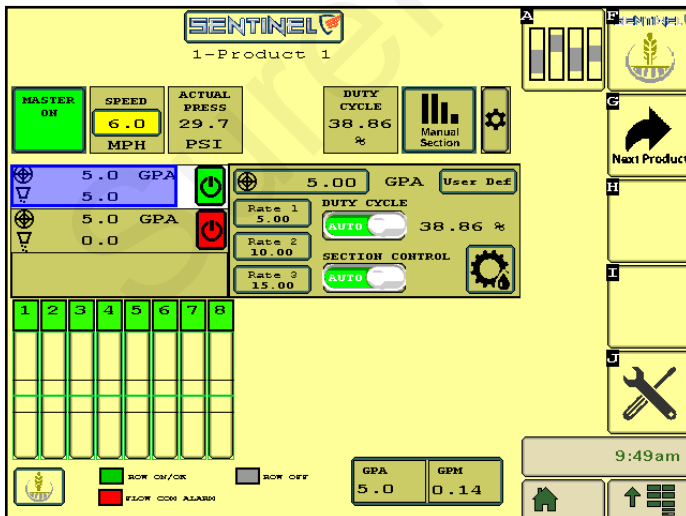 SENTINEL
1-Product 1
MASTER
ON
SPEED
6.0
MPH
ACTUAL
PRESS
29.7
PSI
DUTY
CYCLE
38.86
%
Manual
Section
5.0 GPA
5.0
5.0 GPA
0.0
5.00 GPA User Def
Rate 1
5.00
Rate 2
10.00
Rate 3
15.00
DUTY CYCLE
AUTO 38.86 %
SECTION CONTROL
AUTO
1 2 3 4 5 6 7 8
ROW ON/OK
ROW OFF
FLOW COM ALARM
GPA
5.0
GPM
0.14
A
F
SENTINEL
G
Next Product
H
I
J
9:49am